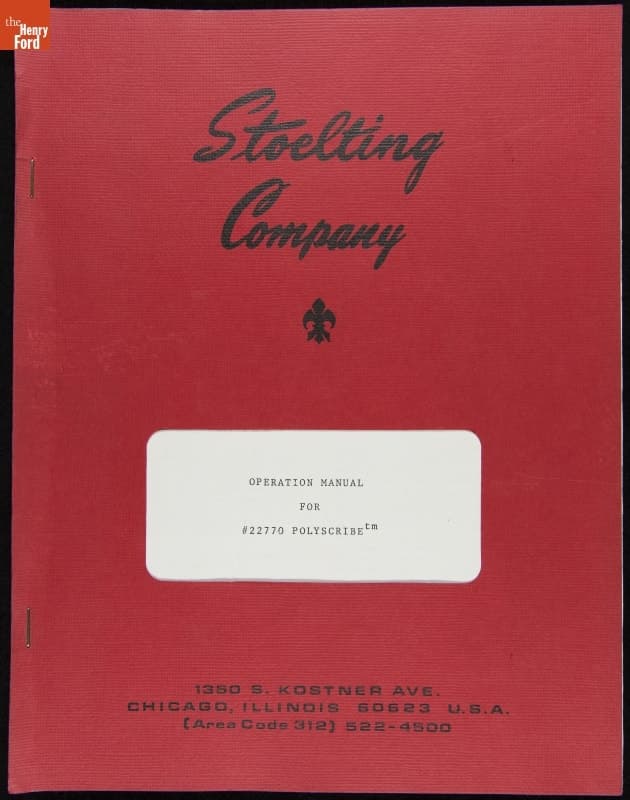 the
Henry
Ford
Stoelting
Company
OPERATION MANUAL
FOR
#22770 POLYSCRIBEtm
1350 S. KOSTNER AVE.
CHICAGO, ILLINOIS 60623 U.S.A.
(Area Code 312) 522-4500